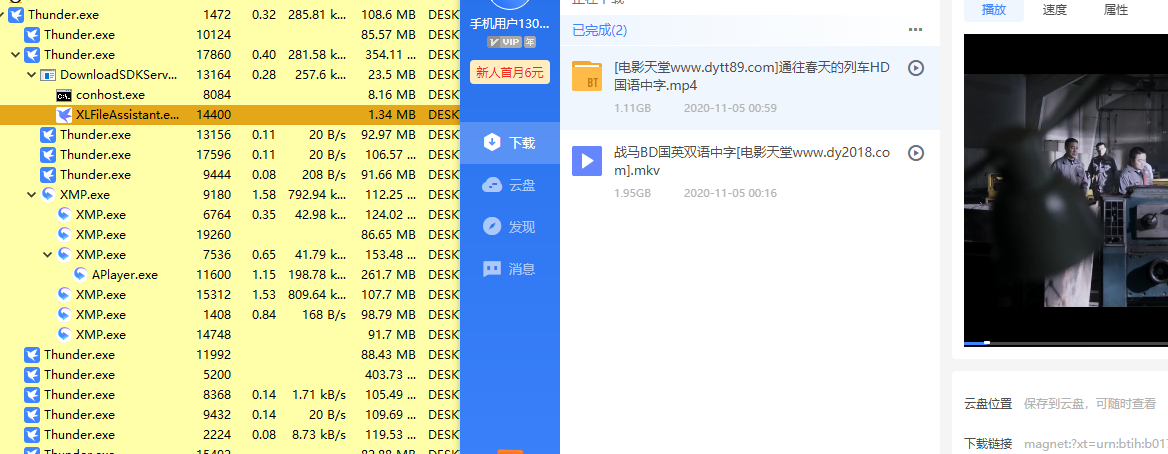 Thunder.exe 1472 0.32 285.81 k... 108.6 MB DESK
Thunder.exe 10124 85.57 MB DESK
Thunder.exe 17860 0.40 281.58 k... 354.11 ... DESK
DownloadSDKServ... 13164 0.28 257.6 k... 23.5 MB DESK
conhost.exe 8084 8.16 MB DESK
XLFileAssistant.e... 14400 1.34 MB DESK
Thunder.exe 13156 0.11 20 B/s 92.97 MB DESK
Thunder.exe 17596 0.11 20 B/s 106.57 ... DESK
Thunder.exe 9444 0.08 208 B/s 91.66 MB DESK
XMP.exe 9180 1.58 792.94 k... 112.25 ... DESK
XMP.exe 6764 0.35 42.98 k... 124.02 ... DESK
XMP.exe 19260 86.65 MB DESK
XMP.exe 7536 0.65 41.79 k... 153.48 ... DESK
APlayer.exe 11600 1.15 198.78 k... 261.7 MB DESK
XMP.exe 15312 1.53 809.64 k... 107.7 MB DESK
XMP.exe 1408 0.84 168 B/s 98.79 MB DESK
XMP.exe 14748 91.7 MB DESK
Thunder.exe 11992 88.43 MB DESK
Thunder.exe 5200 403.73 ... DESK
Thunder.exe 8368 0.14 1.71 kB/s 105.49 ... DESK
Thunder.exe 9432 0.14 20 B/s 109.69 ... DESK
Thunder.exe 2224 0.08 8.73 kB/s 119.53 ... DESK
手机用户130...
VIP 年
新人首月6元
下载
云盘
发现
消息
已完成(2)
[电影天堂www.dytt89.com]通往春天的列车HD
国语中字.mp4
BT
1.11GB 2020-11-05 00:59
战马BD国英双语中字[电影天堂www.dy2018.co
m].mkv
1.95GB 2020-11-05 00:16
播放 速度 属性
云盘位置 保存到云盘，可随时查看
下载链接 magnet:?xt=urn:btih:b01